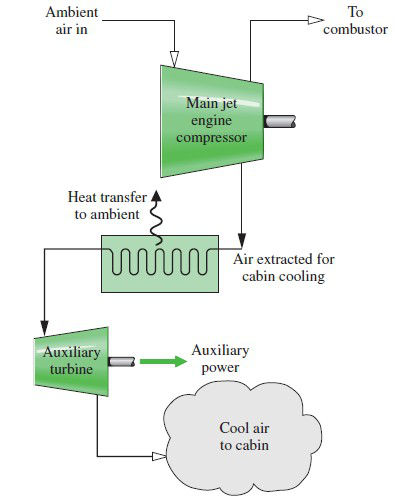 Ambient
air in
To
combustor
Main jet
engine
compressor
Heat transfer
to ambient
Air extracted for
cabin cooling
Auxiliary
turbine
Auxiliary
power
Cool air
to cabin